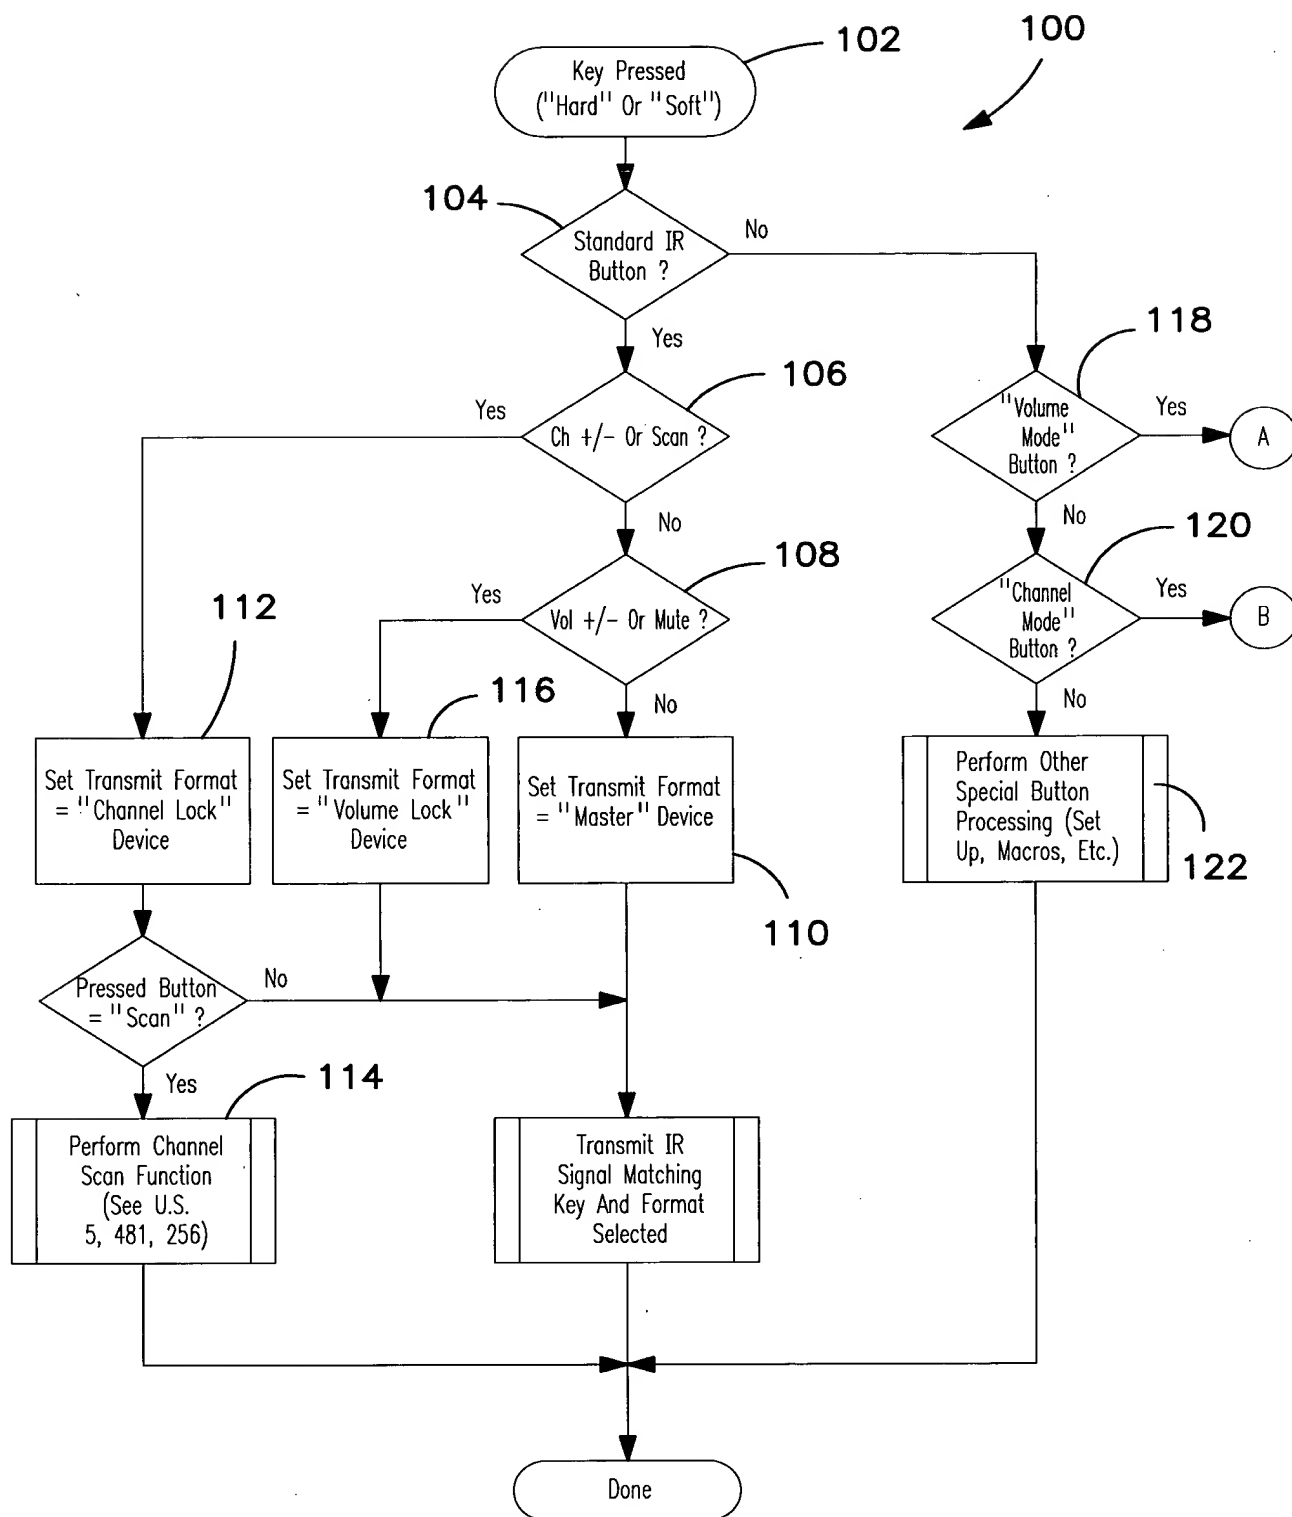 102
100
Key Pressed
("Hard" Or "Soft")
104
Standard IR
Button ?
No
Yes
118
106
Yes
Ch +/- Or Scan ?
"Volume
Mode"
Button ?
Yes
A
No
No
120
108
Yes
Vol +/- Or Mute ?
"Channel
Mode"
Button ?
Yes
B
112
116
No
No
Set Transmit Format
= "Channel Lock"
Device
Set Transmit Format
= "Volume Lock"
Device
Set Transmit Format
= "Master" Device
Perform Other
Special Button
Processing (Set
Up, Macros, Etc.)
122
110
Pressed Button
= "Scan" ?
No
Yes
114
Perform Channel
Scan Function
(See U.S.
5, 481, 256)
Transmit IR
Signal Matching
Key And Format
Selected
Done